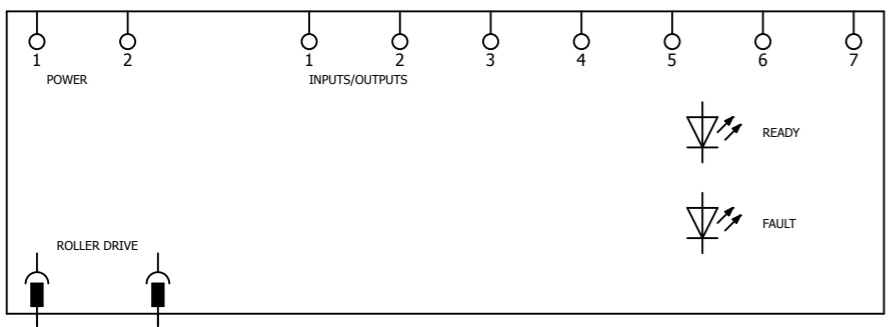 1 2 1 2 3 4 5 6 7
POWER INPUTS/OUTPUTS
READY
FAULT
ROLLER DRIVE